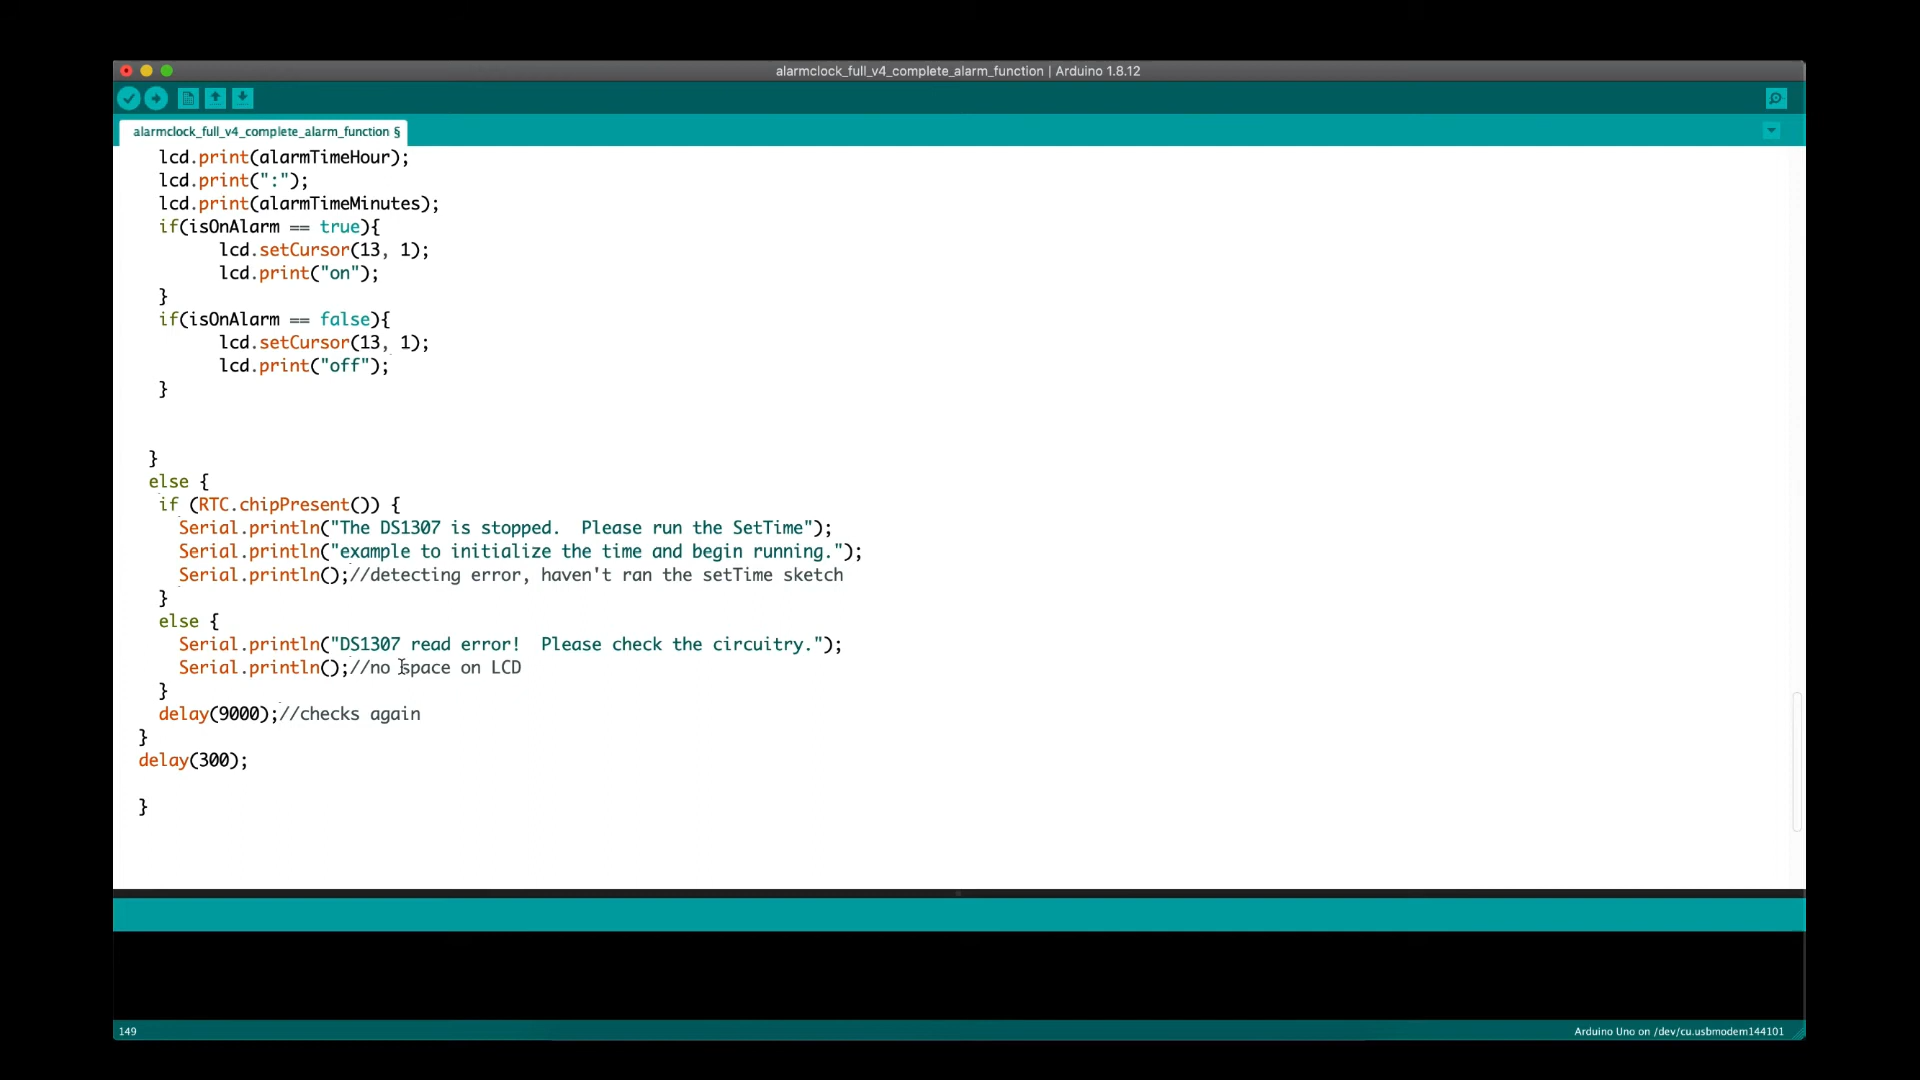 alarmclock_full_v4_complete_alarm_function | Arduino 1.8.12
alarmclock_full_v4_complete_alarm_function §
lcd.print(alarmTimeHour);
lcd.print(":");
lcd.print(alarmTimeMinutes);
if(isOnAlarm == true){
lcd.setCursor(13, 1);
lcd.print("on");
}
if(isOnAlarm == false){
lcd.setCursor(13, 1);
lcd.print("off");
}
}
else {
if (RTC.chipPresent()) {
Serial.println("The DS1307 is stopped.  Please run the SetTime");
Serial.println("example to initialize the time and begin running.");
Serial.println();//detecting error, haven't ran the setTime sketch
}
else {
Serial.println("DS1307 read error!  Please check the circuitry.");
Serial.println();//no space on LCD
}
delay(9000);//checks again
}
delay(300);
}
149
Arduino Uno on /dev/cu.usbmodem144101